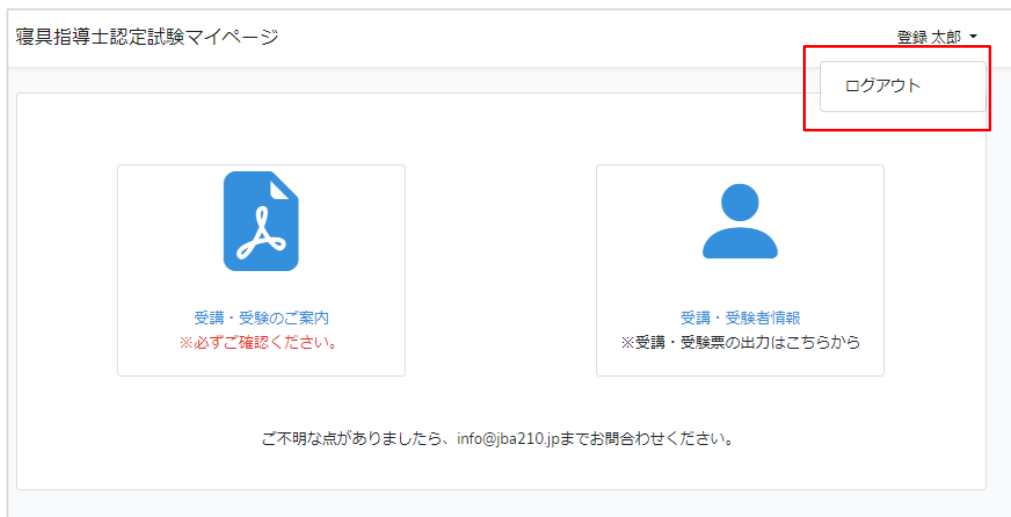 寝具指導士認定試験マイページ
登録 太郎
ログアウト
受講・受験のご案内
※必ずご確認ください。
受講・受験者情報
※受講・受験票の出力はこちらから
ご不明な点がありましたら、info@jba210.jpまでお問合わせください。